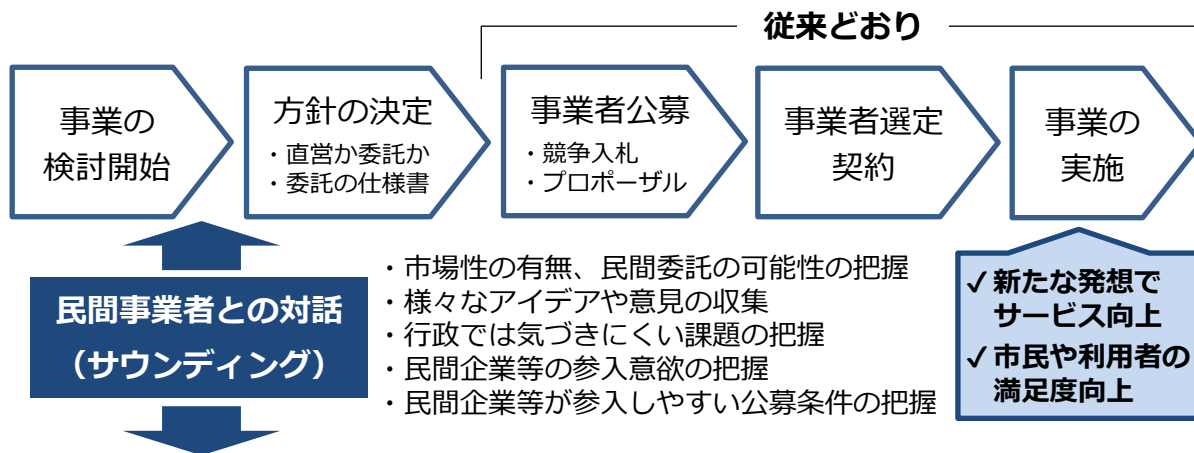 従来どおり
事業の
検討開始
方針の決定
・直営か委託か
・委託の仕様書
事業者公募
・競争入札
・プロポーザル
事業者選定
契約
事業の
実施
民間事業者との対話
（サウンディング）
・市場性の有無、民間委託の可能性の把握
・様々なアイデアや意見の収集
・行政では気づきにくい課題の把握
・民間企業等の参入意欲の把握
・民間企業等が参入しやすい公募条件の把握
✓ 新たな発想で
サービス向上
✓ 市民や利用者の
満足度向上